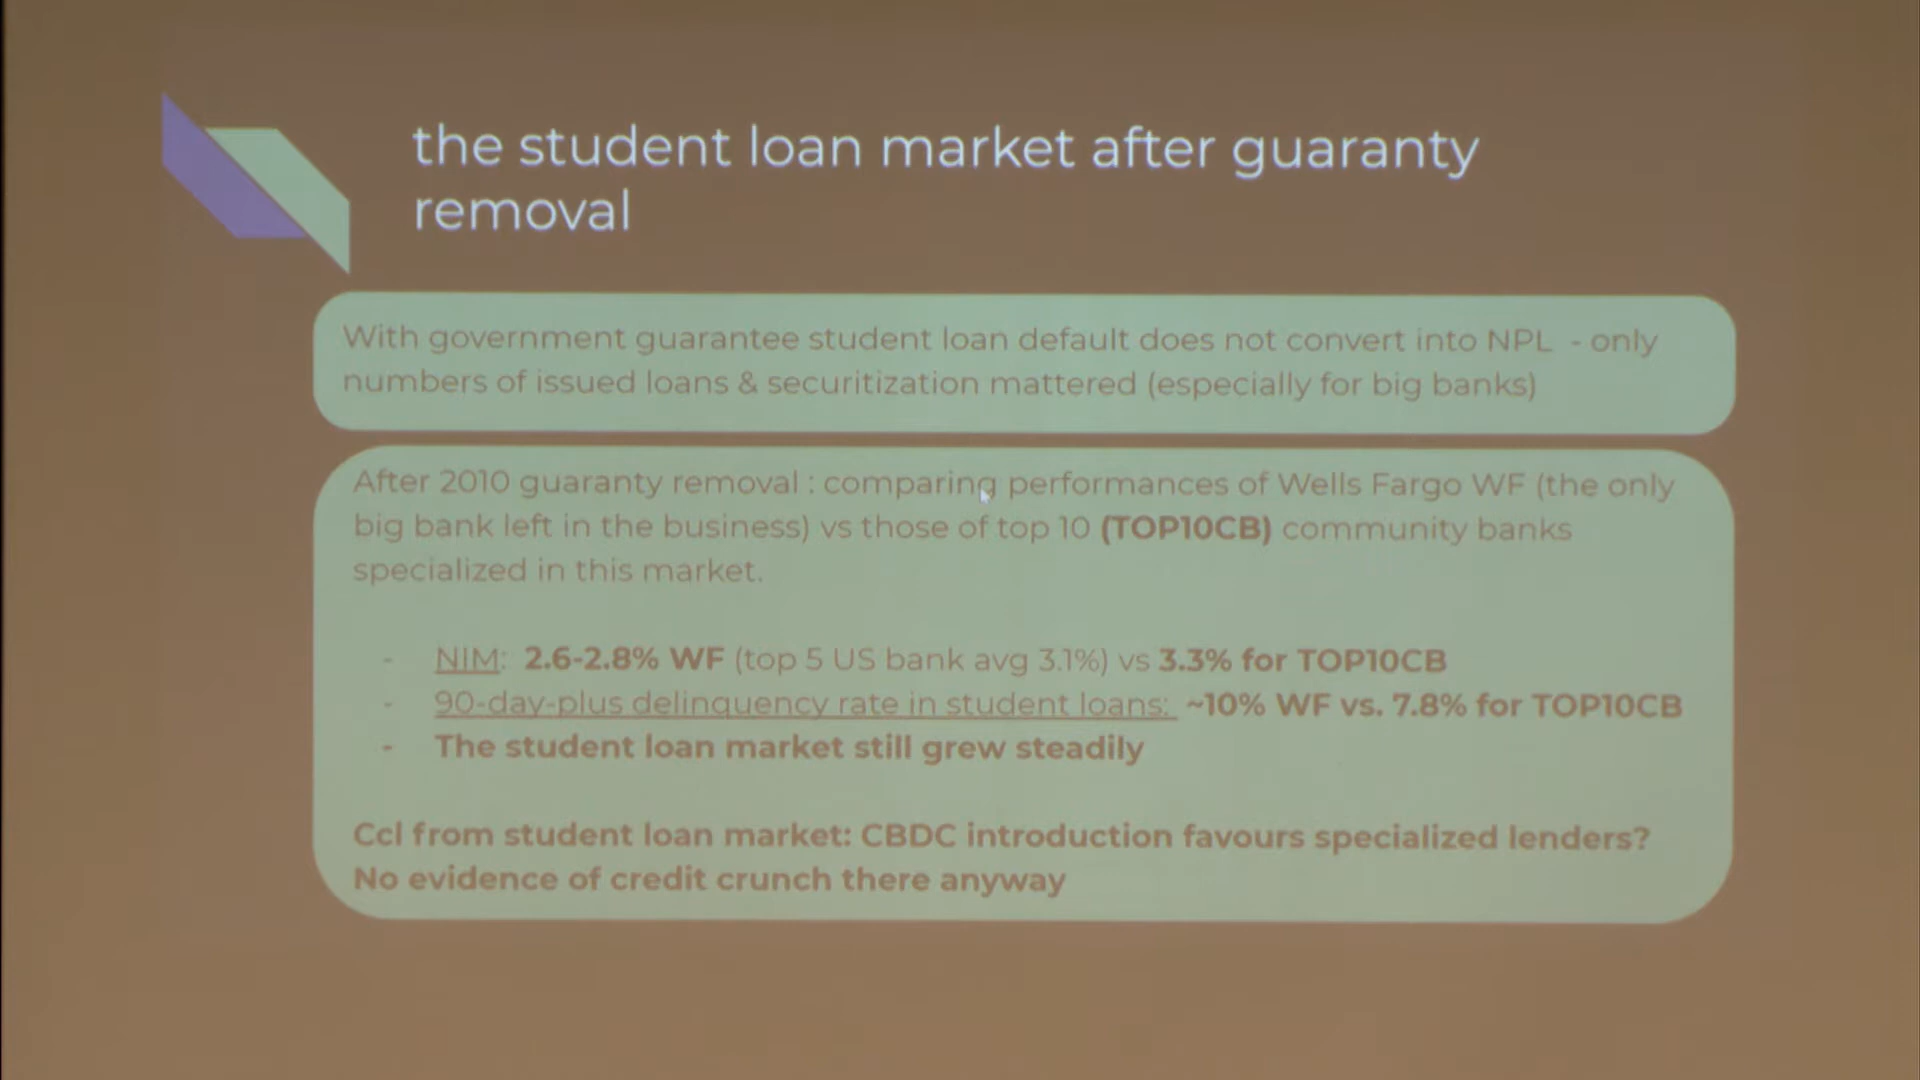 the student loan market after guaranty
removal
With government guarantee student loan default does not convert into NPL - only
numbers of issued loans & securitization mattered (especially for big banks)
After 2010 guaranty removal : comparing performances of Wells Fargo WF (the only
big bank left in the business) vs those of top 10 (TOP10CB) community banks
specialized in this market.
- NIM: 2.6-2.8% WF (top 5 US bank avg 3.1%) vs 3.3% for TOP10CB
- 90-day-plus delinquency rate in student loans: ~10% WF vs. 7.8% for TOP10CB
- The student loan market still grew steadily
Ccl from student loan market: CBDC introduction favours specialized lenders?
No evidence of credit crunch there anyway